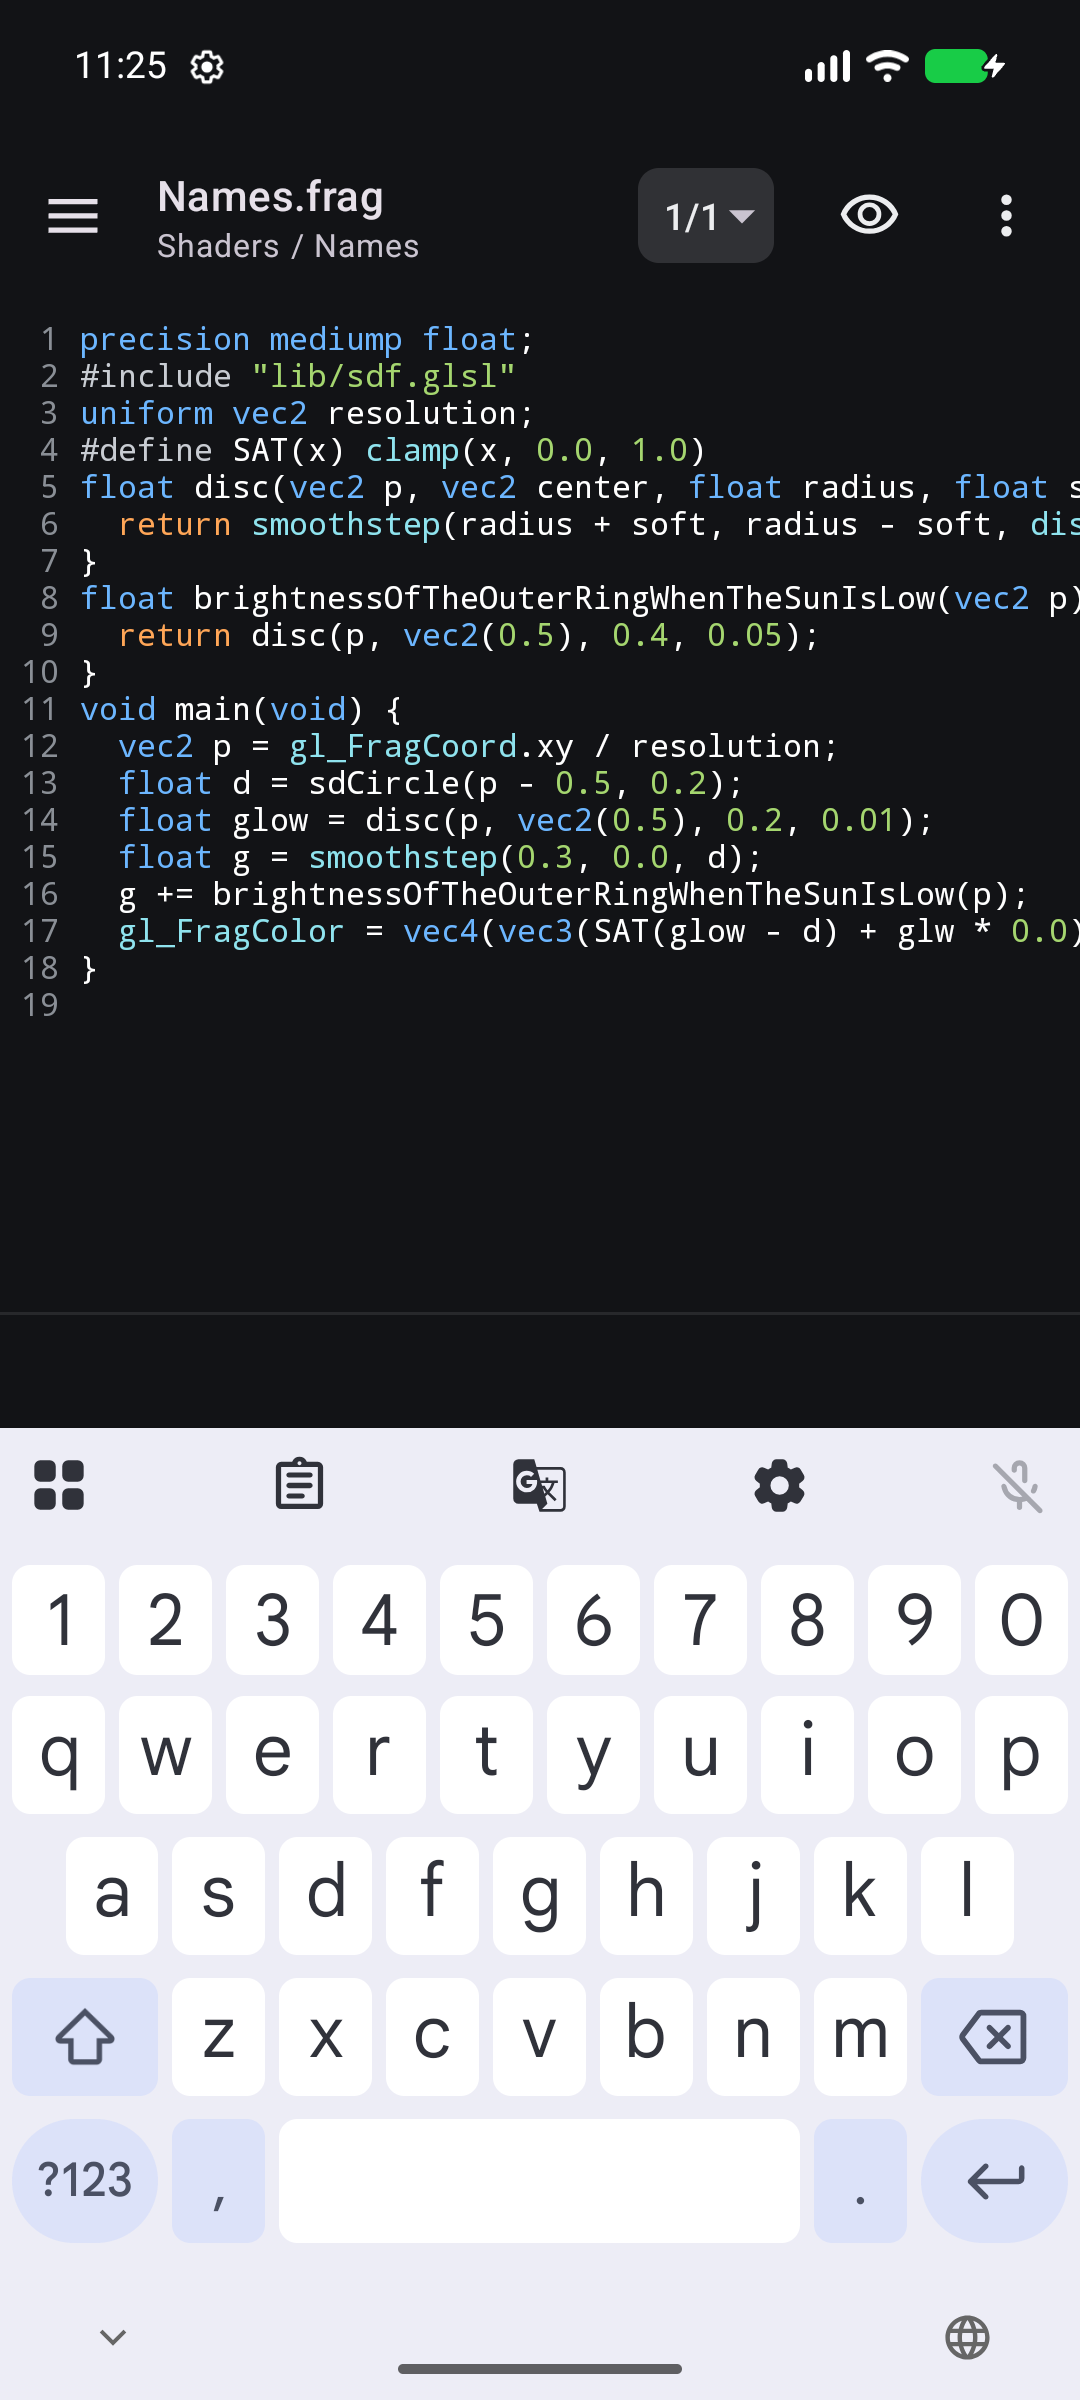 11:25
Names.frag
Shaders / Names
1/1
1 precision mediump float;
2 #include "lib/sdf.glsl"
3 uniform vec2 resolution;
4 #define SAT(x) clamp(x, 0.0, 1.0)
5 float disc(vec2 p, vec2 center, float radius, float s
6   return smoothstep(radius + soft, radius - soft, dis
7 }
8 float brightnessOfTheOuterRingWhenTheSunIsLow(vec2 p)
9   return disc(p, vec2(0.5), 0.4, 0.05);
10 }
11 void main(void) {
12   vec2 p = gl_FragCoord.xy / resolution;
13   float d = sdCircle(p - 0.5, 0.2);
14   float glow = disc(p, vec2(0.5), 0.2, 0.01);
15   float g = smoothstep(0.3, 0.0, d);
16   g += brightnessOfTheOuterRingWhenTheSunIsLow(p);
17   gl_FragColor = vec4(vec3(SAT(glow - d) + glw * 0.0)
18 }
19
1 2 3 4 5 6 7 8 9 0
q w e r t y u i o p
a s d f g h j k l
z x c v b n m
?123 , .